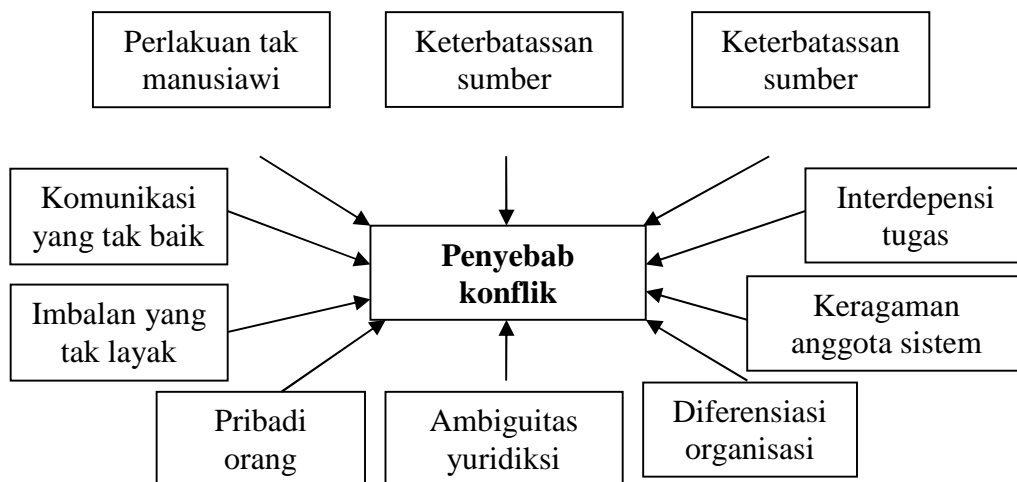 Perlakuan tak
manusiawi
Keterbatassan
sumber
Keterbatassan
sumber
Komunikasi
yang tak baik
Interdepensi
tugas
Penyebab
konflik
Imbalan yang
tak layak
Keragaman
anggota sistem
Pribadi
orang
Ambiguitas
yuridiksi
Diferensiasi
organisasi